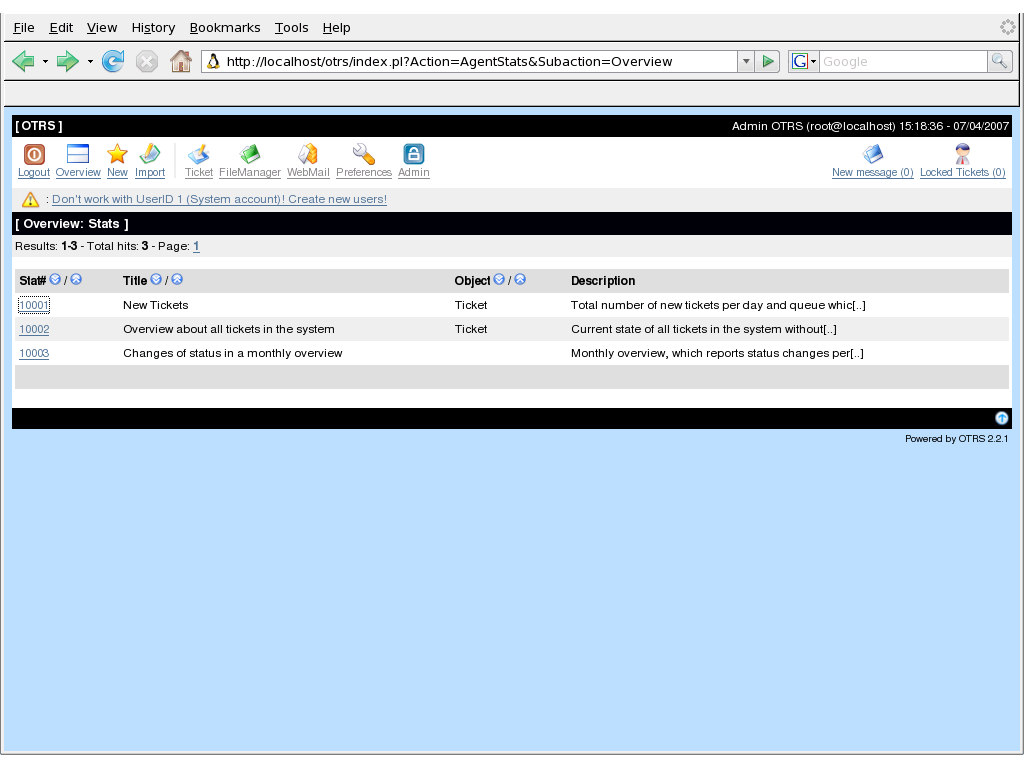 File Edit View History Bookmarks Tools Help
http://localhost/otrs/index.pl?Action=AgentStats&Subaction=Overview G Google
[ OTRS ] Admin OTRS (root@localhost) 15:18:36 - 07/04/2007
Logout Overview New Import Ticket FileManager WebMail Preferences Admin New message (0) Locked Tickets (0)
: Don't work with UserID 1 (System account)! Create new users!
[ Overview: Stats ]
Results: 1-3 - Total hits: 3 - Page: 1
Stat# / Title / Object / Description
10001 New Tickets Ticket Total number of new tickets per day and queue whic[..]
10002 Overview about all tickets in the system Ticket Current state of all tickets in the system without[..]
10003 Changes of status in a monthly overview Monthly overview, which reports status changes per[..]
Powered by OTRS 2.2.1